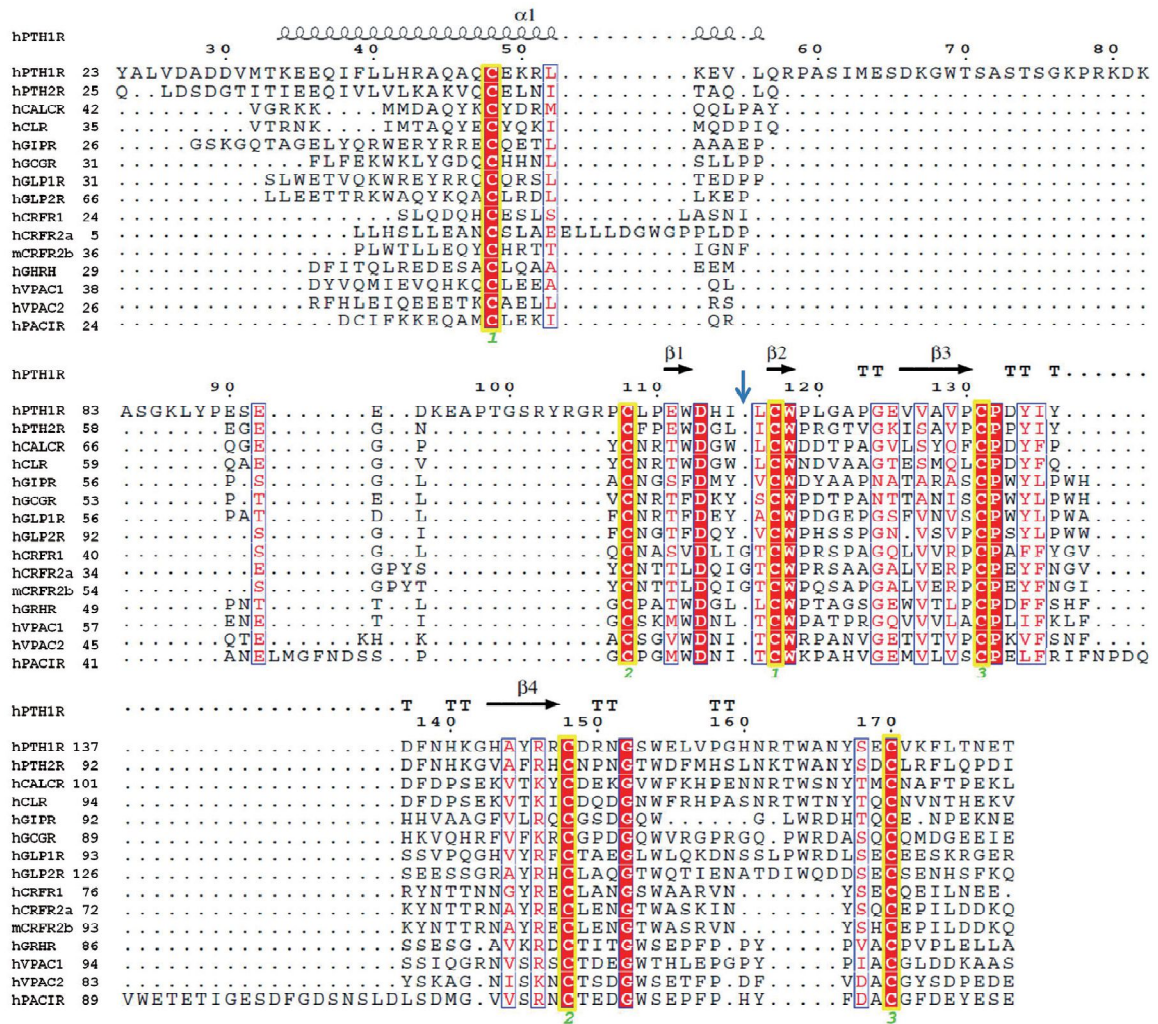 α1
hPTH1R
30 40 50 60 70 80
hPTH1R 23 YALVDADDVMTKEEQIFLLHRAQAQCEKRL.........KEV.LQRPASIMESDKGWTSASTSGKPRKDK
hPTH2R 25 Q..LDSDGTITIEEQIVLVLKAKVQCELNI.........TAQ.LQ.........................
hCALCR 42 .........VGRKK...MMDAQYKCYDRM.........QQLPAY.........................
hCLR 35 .........VTRNK...IMTAQYECYQKI.........MQDPIQ.........................
hGIPR 26 .....GSKGQTAGELYQRWERYRRECQETL.........AAAEP..........................
hGCGR 31 .............FLFEKWKLYGDQCHHNL.........SLLPP..........................
hGLP1R 31 ..........SLWETVQKWREYRRQCQRSL.........TEDPP..........................
hGLP2R 66 ..........LLEETTRKWAQYKQACLRDL.........LKEP...........................
hCRFR1 24 ...................SLQDQHCESLS........LASNI...........................
hCRFR2a 5 ................LLHSLLEANCSLAEELLLDGWGPPLDP...........................
mCRFR2b 36 ................PLWTLLEQYCHRTT.........IGNF...........................
hGHRH 29 .............DFITQLREDESACLQAA.........EEM............................
hVPAC1 38 .............DYVQMIEVQHKQCLEEA.........QL............................
hVPAC2 26 .............RFHLEIQEEETKCAELL.........RS............................
hPACIR 24 ...............DCIFKKEQAMCLEKI.........QR............................
1
β1 β2 TT β3 TT T
hPTH1R
90 100 110 120 130
hPTH1R 83 ASGKLYPESE.......E..DKEAPTGSRYRGRPCLPEWDHI.LCWPLGAPGEVVAVPCPDYIY.......
hPTH2R 58 .......EGE.......G..N.............CFPEWDGL.ICWPRGTVGKISAVPCPPYIY.......
hCALCR 66 .......QGE.......G..P............YCNRTWDGW.LCWDDTPAGVLSYQFCPDYFP.......
hCLR 59 .......QAE.......G..V............YCNRTWDGW.LCWNDVAAGTESMQLCPDYFQ.......
hGIPR 56 .......P.S.......G..L............ACNGSFDMY.VCWDYAAPNATARASCPWYLPWH.....
hGCGR 53 .......P.T.......E..L............VCNRTFDKY.SCWPDTPANTTANISCPWYLPWH.....
hGLP1R 56 .......PAT.......D..L............FCNRTFDEY.ACWPDGEPGSFVNVSCPWYLPWA.....
hGLP2R 92 .........S.......G..I............FCNGTFDQY.VCWPHSSPGN.VSVPCPSYLPWW.....
hCRFR1 40 .........S.......G..L............QCNASVDLIGTCWPRSPAGQLVVRPCPAFFYGV.....
hCRFR2a 34 .........E.......GPYS............YCNTTLDQIGTCWPRSAAGALVERPCPEYFNGV.....
mCRFR2b 54 .........S.......GPYT............YCNTTLDQIGTCWPQSAPGALVERPCPEYFNGI.....
hGRHR 49 .......PNT.......T..L............GCPATWDGL.LCWPTAGSGEWVTLPCPDFFSHF.....
hVPAC1 57 .......ENE.......T..I............GCSKMWDNL.TCWPATPRGQVVVLACPLIFKLF.....
hVPAC2 45 .......QTE......KH..K............ACSGVWDNI.TCWRPANVGETVTVPCPKVFSNF.....
hPACIR 41 .......ANELMGFNDSS..P............GCPGMWDNI.TCWKPAHVGEMVLVSCPELFRIFNPDQ
2 1 3
T TT β4 TT TT
hPTH1R ...................
140 150 160 170
hPTH1R 137 ...................DFNHKGHAYRRCDRNGSWELVPGHNRTWANYSECVKFLTNET
hPTH2R 92 ...................DFNHKGVAFRHCNPNGTWDFMHSLNKTWANYSDCLRFLQPDI
hCALCR 101 ...................DFDPSEKVTKYCDEKGVWFKHPENNRTWSNYTMCNAFTPEKL
hCLR 94 ...................DFDPSEKVTKICDQDGNWFRHPASNRTWTNYTQCNVNTHEKV
hGIPR 92 ...................HHVAAGFVLRQCGSDGQW.....G.LWRDHTQCE.NPEKNE
hGCGR 89 ...................HKVQHRFVFKRCGPDGQWVRGPRGQ.PWRDASQCQMDGEEIE
hGLP1R 93 ...................SSVPQGHVYRFCTAEGLWLQKDNSSLPWRDLSECEESKRGER
hGLP2R 126 ...................SEESSGRAYRHCLAQGTWQTIENATDIWQDDSECSENHSFKQ
hCRFR1 76 ...................RYNTTNNGYRECLANGSWAARVN......YSECQEILNEE.
hCRFR2a 72 ...................KYNTTRNAYRECLENGTWASKIN......YSQCEPILDDKQ
mCRFR2b 93 ...................KYNTTRNAYRECLENGTWASRVN......YSHCEPILDDKQ
hGRHR 86 ...................SSESG.AVKRDCTITGWSEPFP.PY....PVACPVPLELLA
hVPAC1 94 ...................SSIQGRNVSRSCTDEGWTHLEPGPY....PIACGLDDKAAS
hVPAC2 83 ...................YSKAG.NISKNCTSDGWSETFP.DF....VDACGYSDPEDE
hPACIR 89 VWETETIGESDFGDSNSLDLSDMG.VVSRNCTEDGWSEPFP.HY....FDACGFDEYESE
2 3